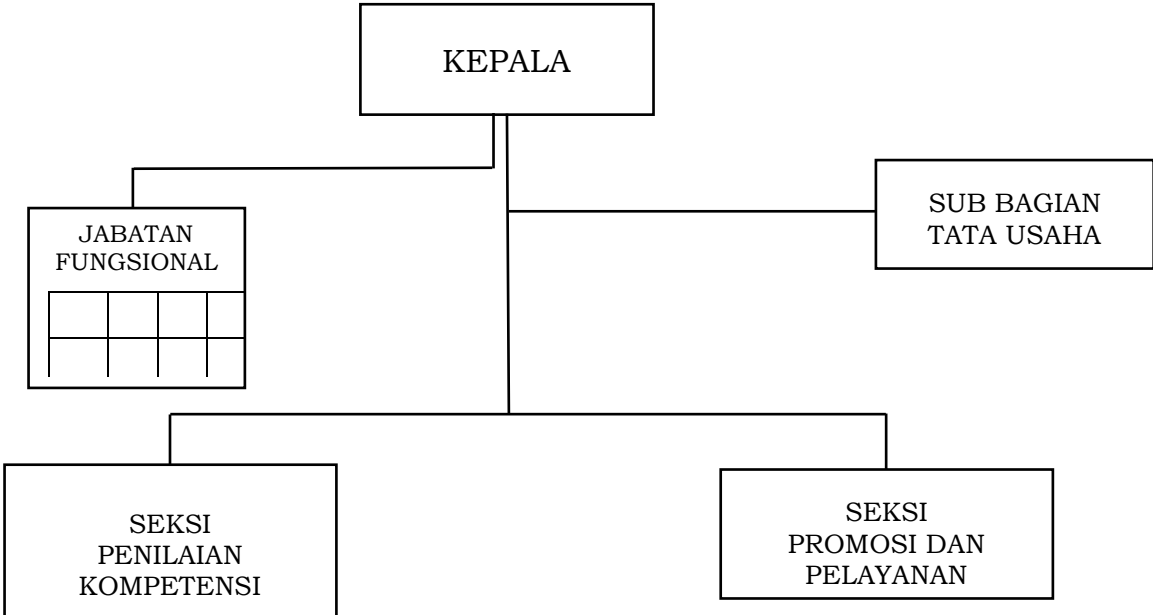 KEPALA
SUB BAGIAN
TATA USAHA
JABATAN
FUNGSIONAL
SEKSI
PENILAIAN
KOMPETENSI
SEKSI
PROMOSI DAN
PELAYANAN